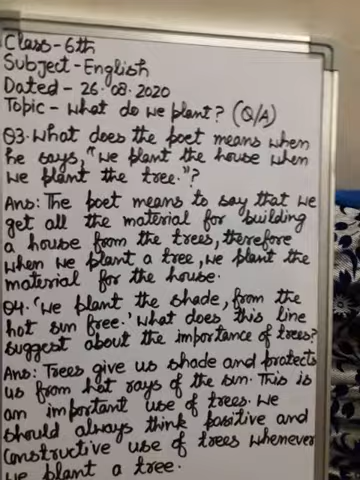 Class-6th
Subject-English
Dated - 26.08.2020
Topic - What do we plant? (Q/A)
Q3. What does the poet means when
he says, "We plant the house when
we plant the tree."?
Ans: The poet means to say that we
get all the material for building
a house from the trees, therefore
when we plant a tree, we plant the
material for the house.
Q4. 'We plant the shade, from the
hot sun free.' What does this line
suggest about the importance of trees?
Ans: Trees give us shade and protects
us from hot rays of the sun. This is
an important use of trees. We
should always think positive and
constructive use of trees whenever
we plant a tree.